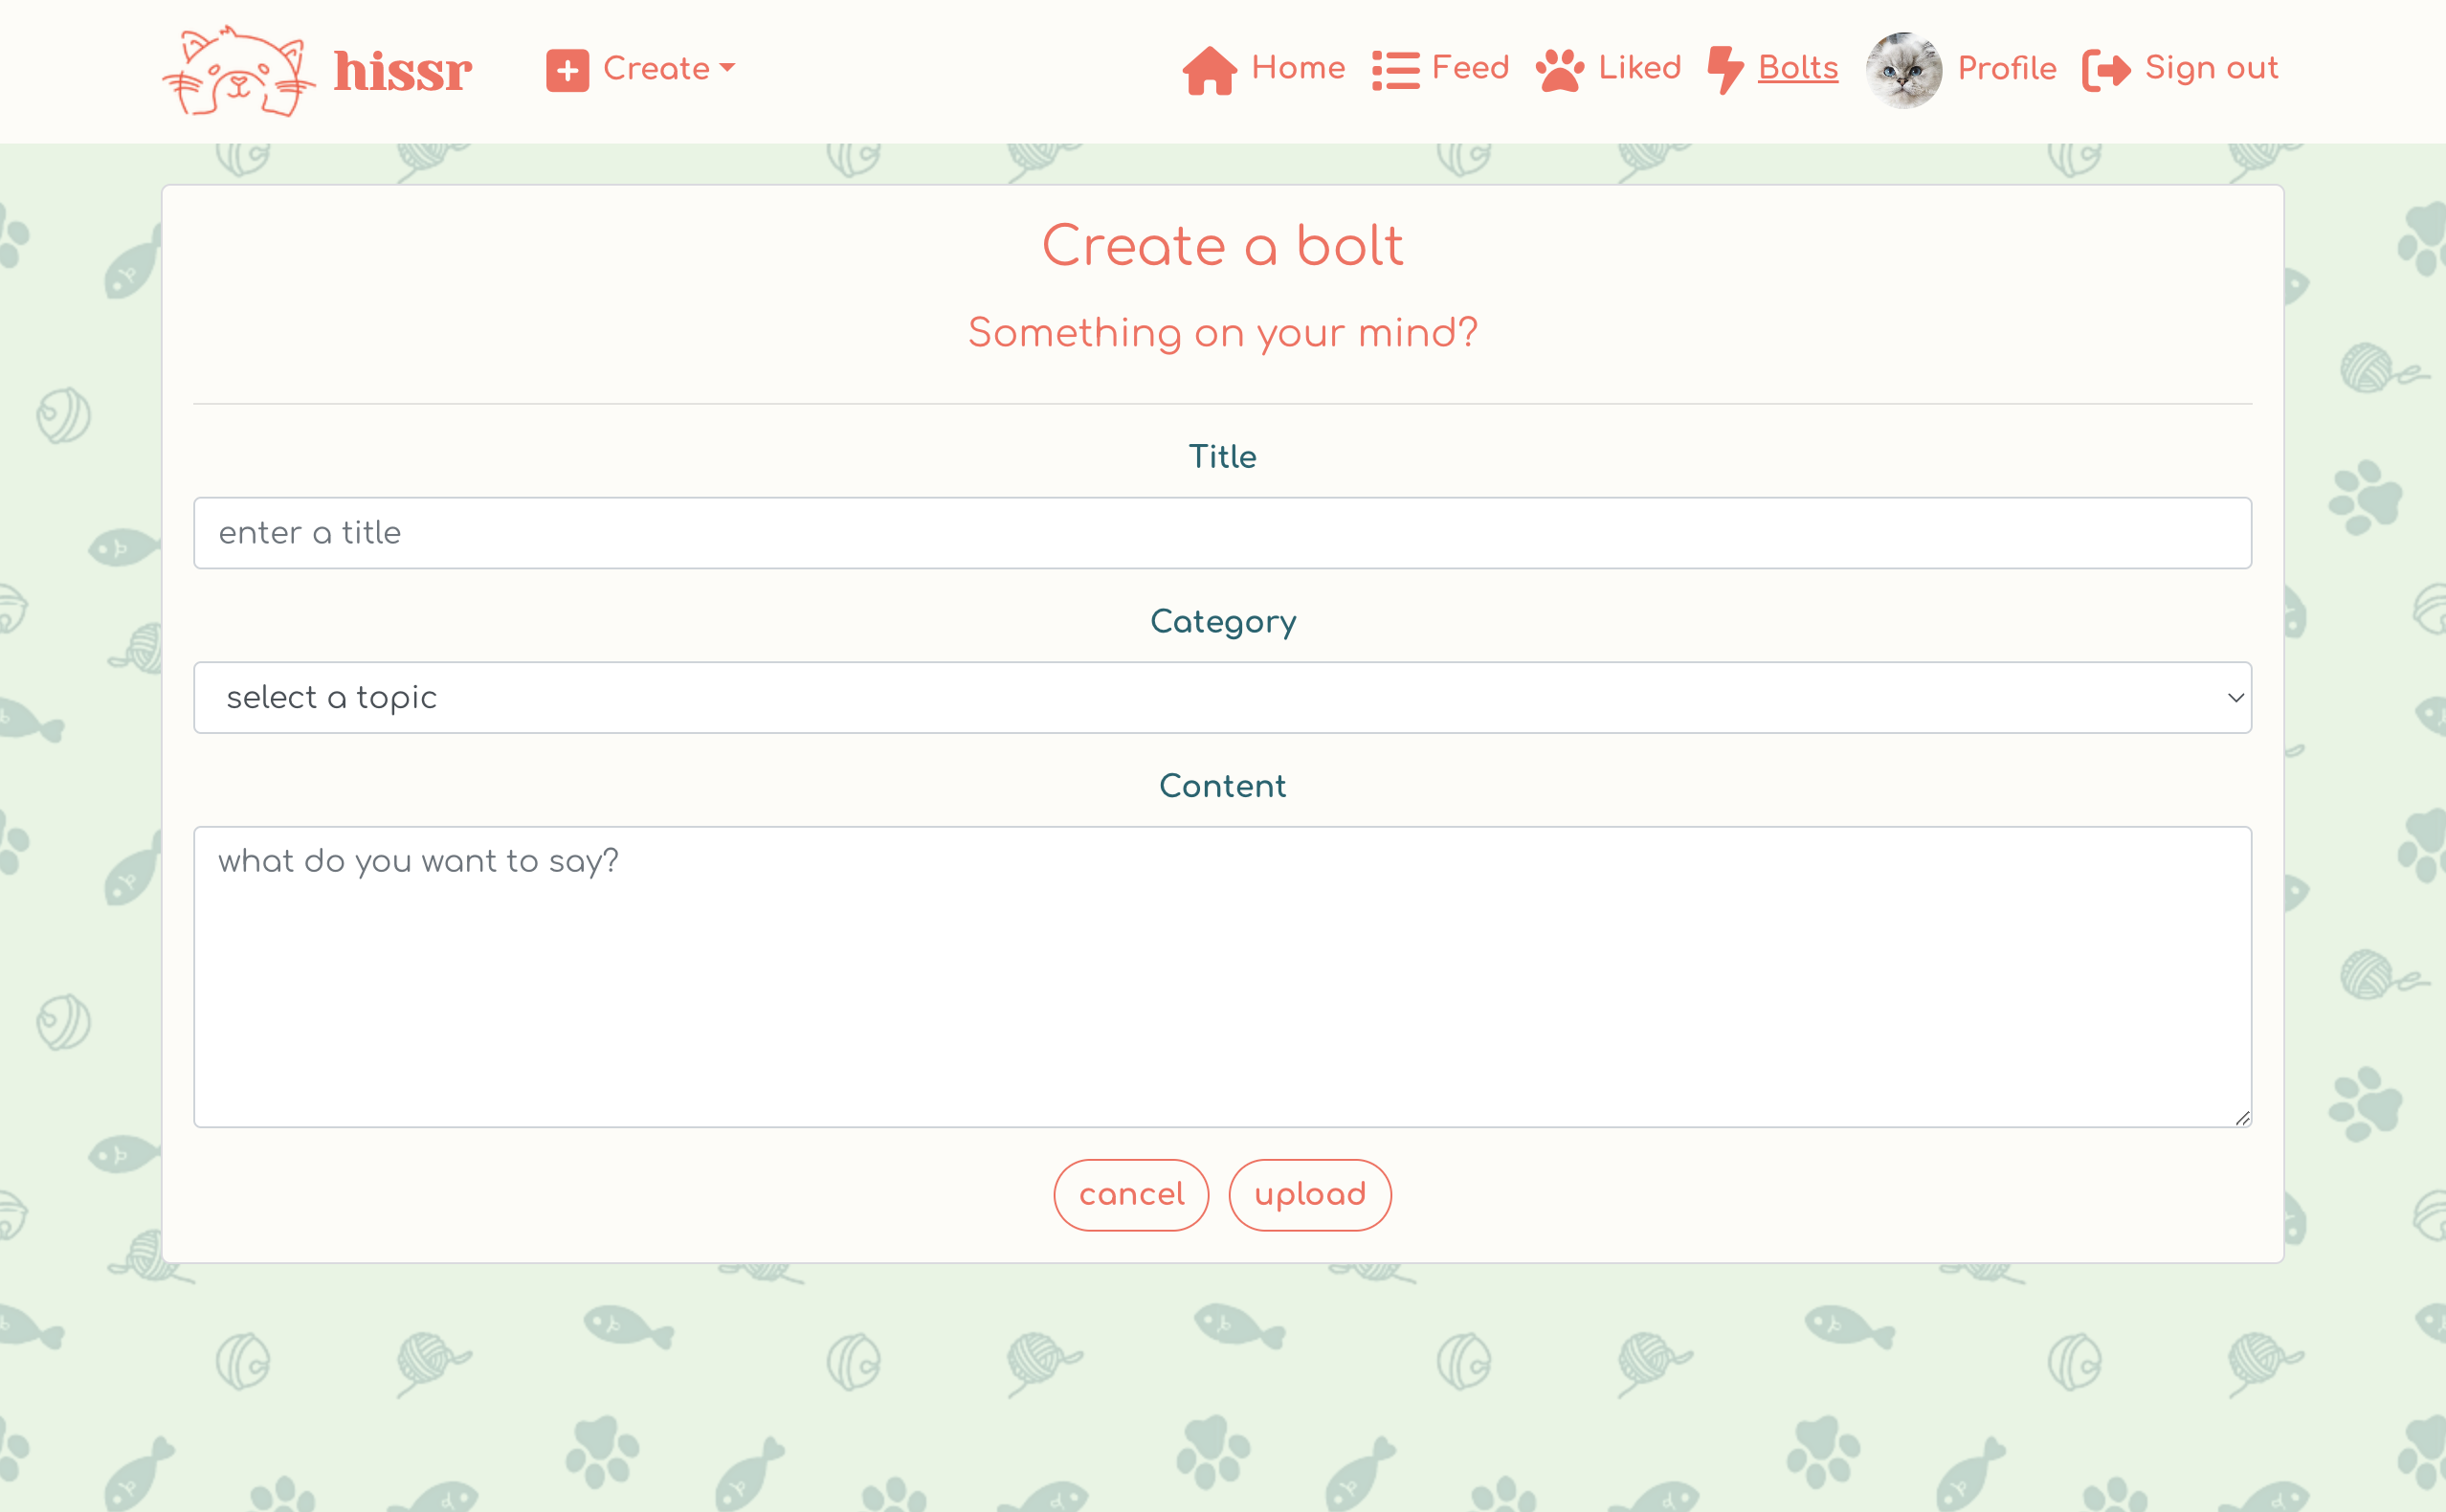 hissr Create Home Feed Liked Bolts Profile Sign out
Create a bolt
Something on your mind?
Title
enter a title
Category
select a topic
Content
what do you want to say?
cancel upload